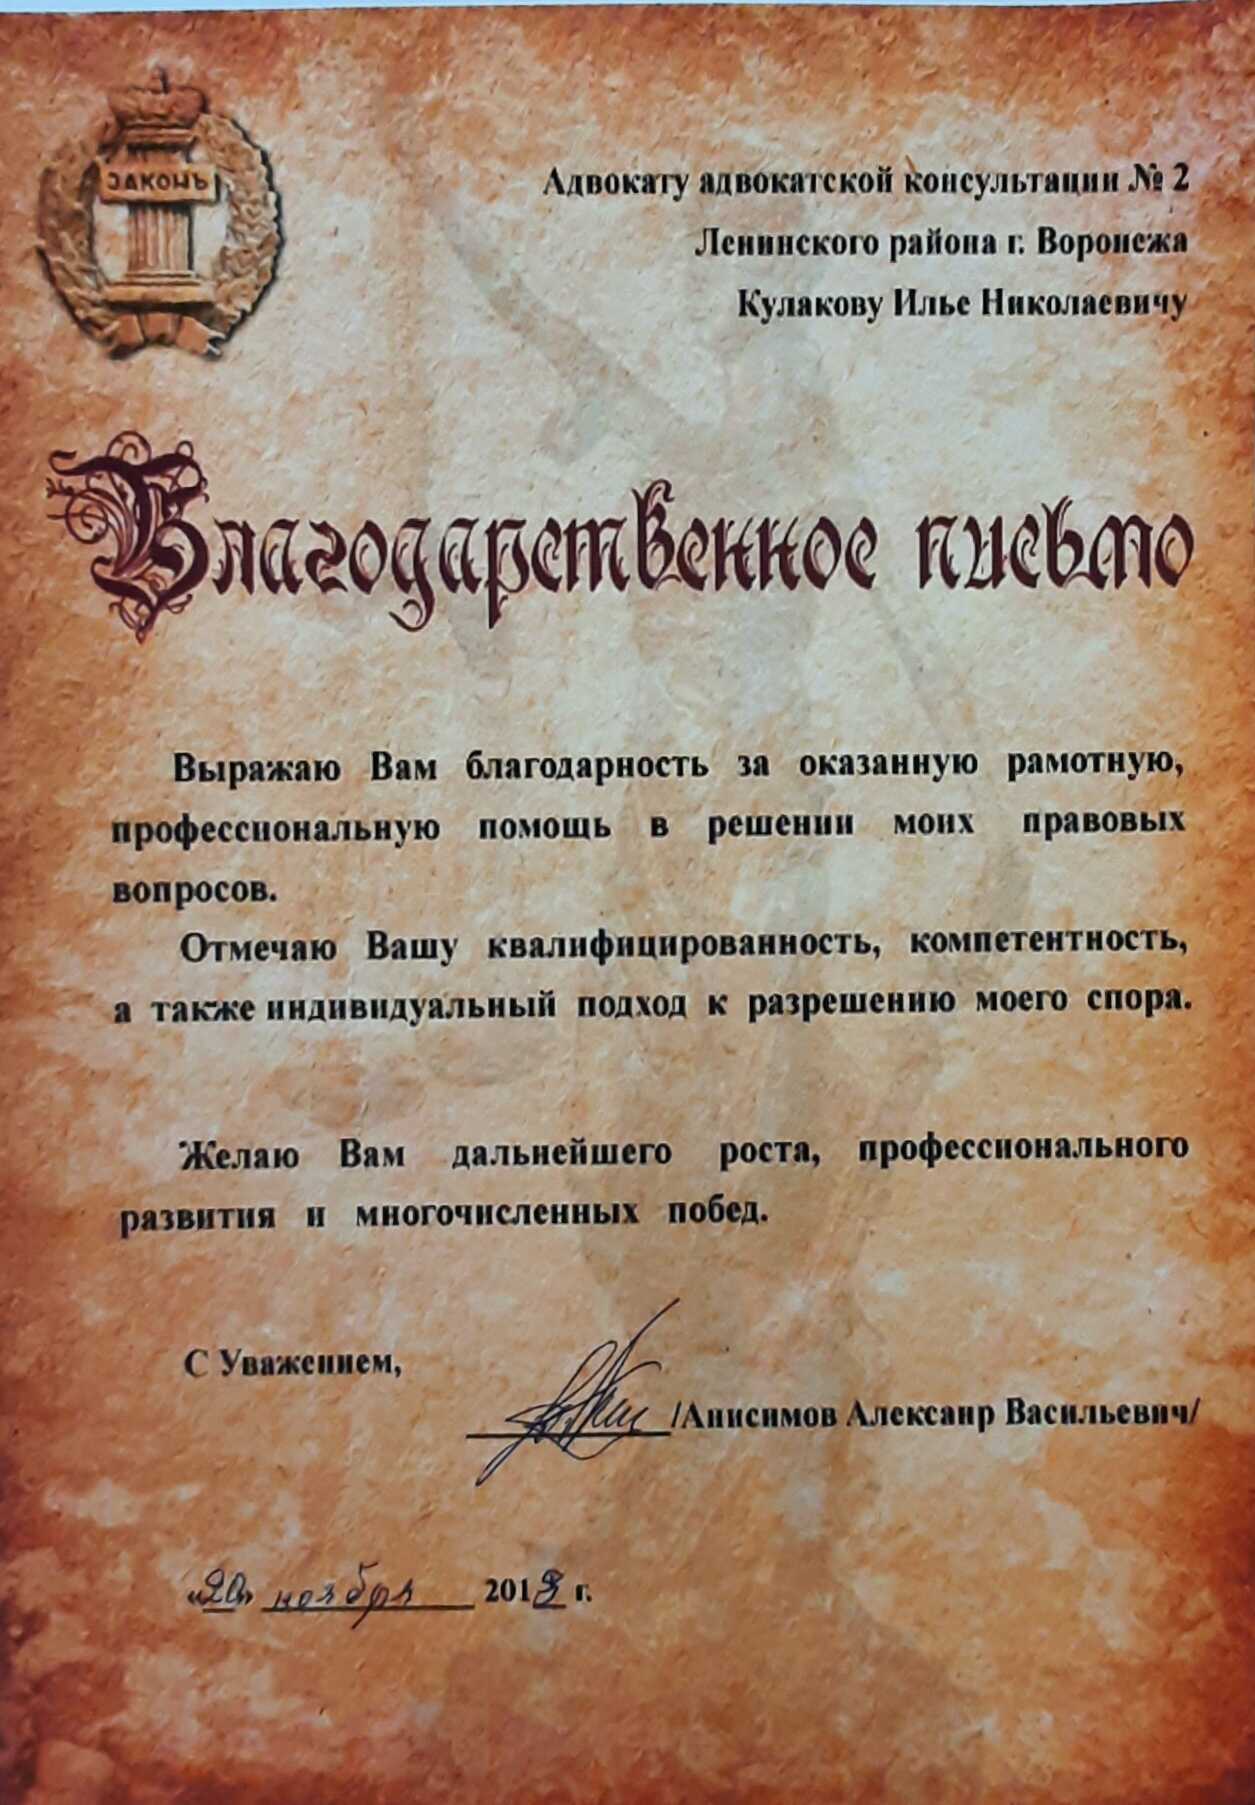 ЗАКОНЪ
Адвокату адвокатской консультации № 2
Ленинского района г. Воронежа
Кулакову Илье Николаевичу
Благодарственное письмо
Выражаю Вам благодарность за оказанную рамотную,
профессиональную помощь в решении моих правовых
вопросов.
Отмечаю Вашу квалифицированность, компетентность,
а также индивидуальный подход к разрешению моего спора.
Желаю Вам дальнейшего роста, профессионального
развития и многочисленных побед.
С Уважением,
/Анисимов Алексанр Васильевич/
«20» ноября г.